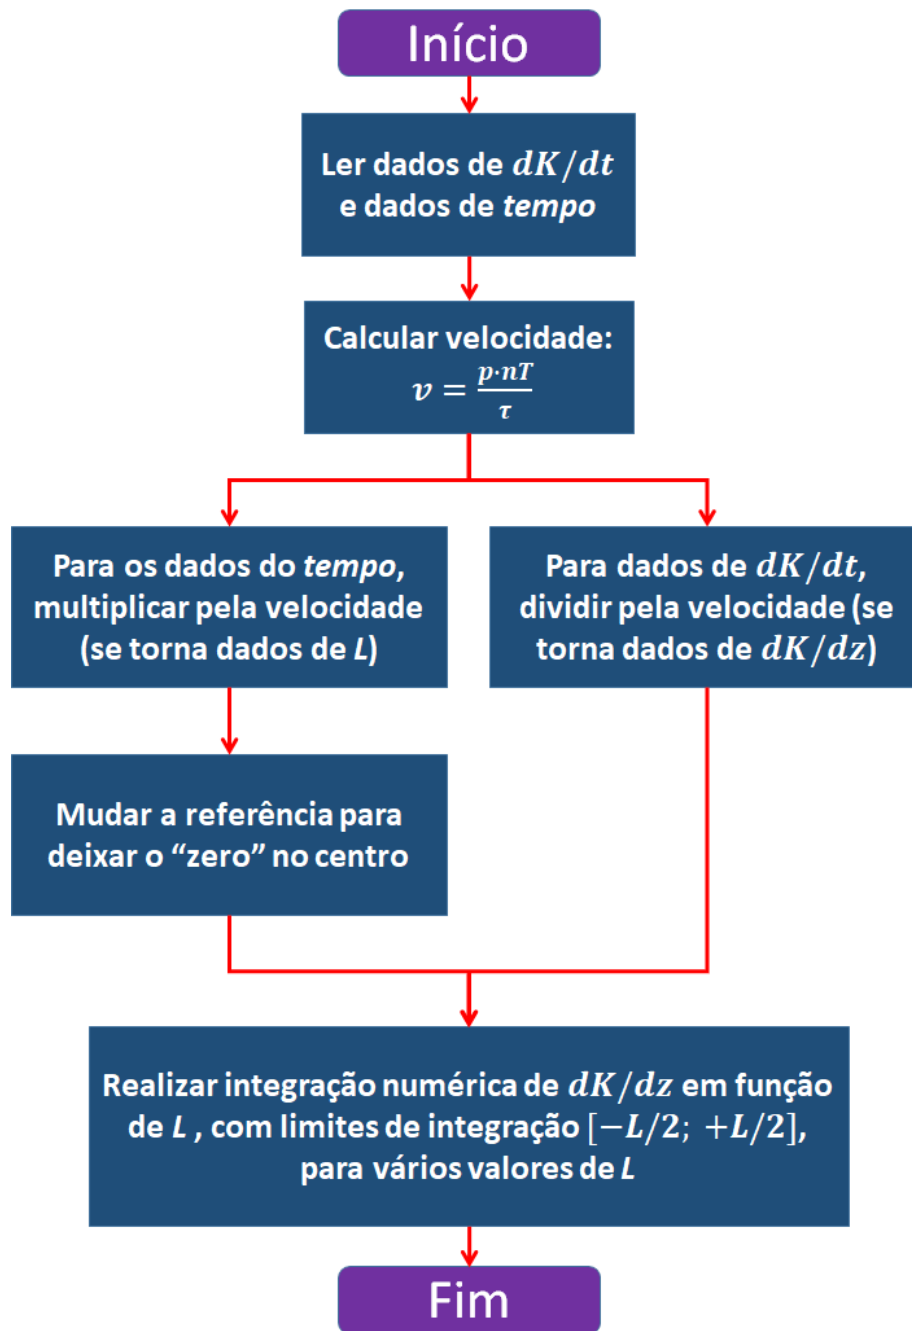 Início
Ler dados de dK/dt
e dados de tempo
Calcular velocidade:
v = p·nT/τ
Para os dados do tempo,
multiplicar pela velocidade
(se torna dados de L)
Para dados de dK/dt,
dividir pela velocidade (se
torna dados de dK/dz)
Mudar a referência para
deixar o “zero” no centro
Realizar integração numérica de dK/dz em função
de L , com limites de integração [−L/2; +L/2],
para vários valores de L
Fim